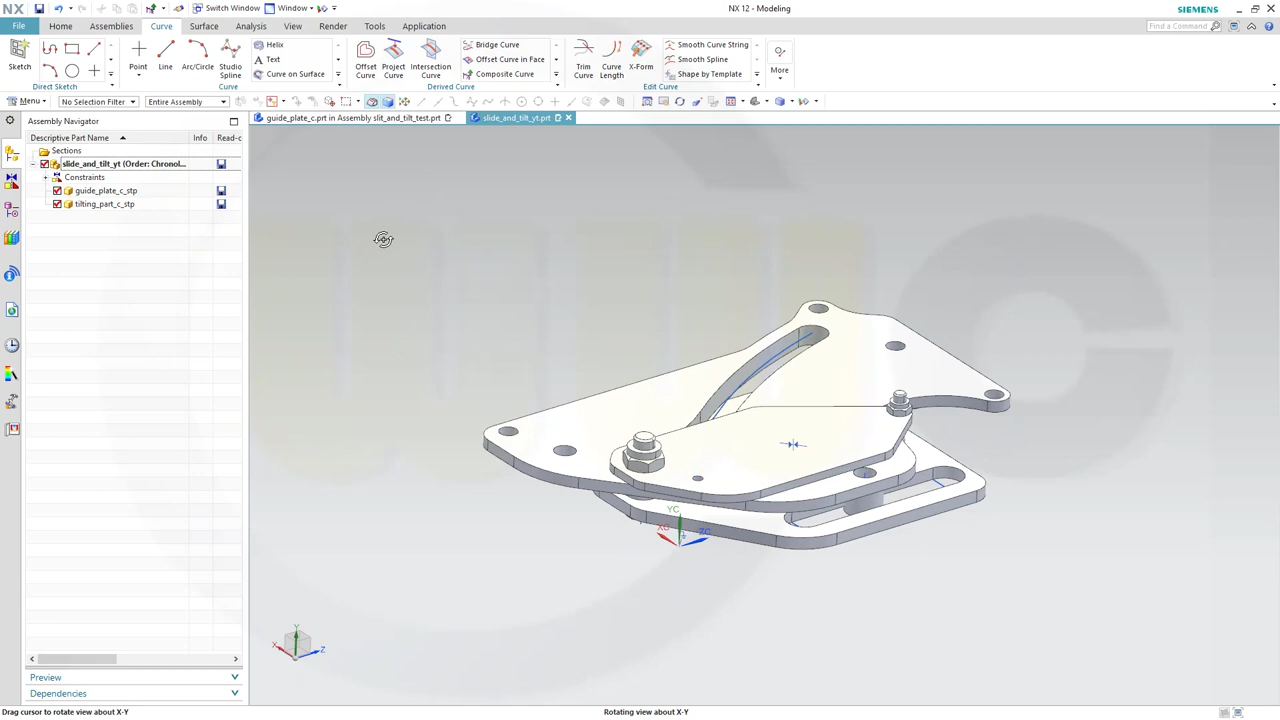 NX
Switch Window
Window
NX 12 - Modeling
SIEMENS
File
Home
Assemblies
Curve
Surface
Analysis
View
Render
Tools
Application
Find a Command
Sketch
Direct Sketch
Point
Line
Arc/Circle
Studio Spline
Helix
Text
Curve on Surface
Curve
Offset Curve
Project Curve
Intersection Curve
Bridge Curve
Offset Curve in Face
Composite Curve
Derived Curve
Trim Curve
Curve Length
X-Form
Smooth Curve String
Smooth Spline
Shape by Template
Edit Curve
More
Menu
No Selection Filter
Entire Assembly
Assembly Navigator
guide_plate_c.prt in Assembly slit_and_tilt_test.prt
slide_and_tilt_yt.prt
Descriptive Part Name
Info
Read-c
Sections
slide_and_tilt_yt (Order: Chronol...
Constraints
guide_plate_c_stp
tilting_part_c_stp
YC
XC
ZC
Y
X
Z
Preview
Dependencies
Drag cursor to rotate view about X-Y
Rotating view about X-Y